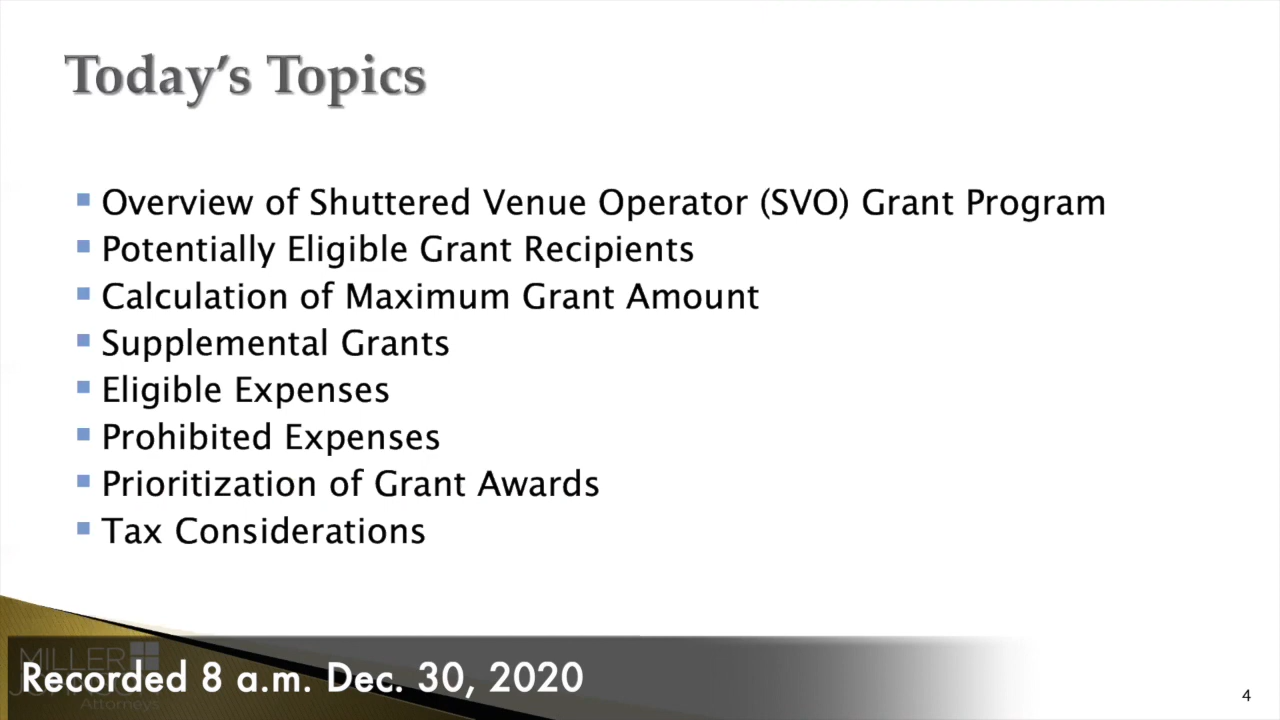 Today's Topics
Overview of Shuttered Venue Operator (SVO) Grant Program
Potentially Eligible Grant Recipients
Calculation of Maximum Grant Amount
Supplemental Grants
Eligible Expenses
Prohibited Expenses
Prioritization of Grant Awards
Tax Considerations
MILLER
Recorded 8 a.m. Dec. 30, 2020
Attorneys
4